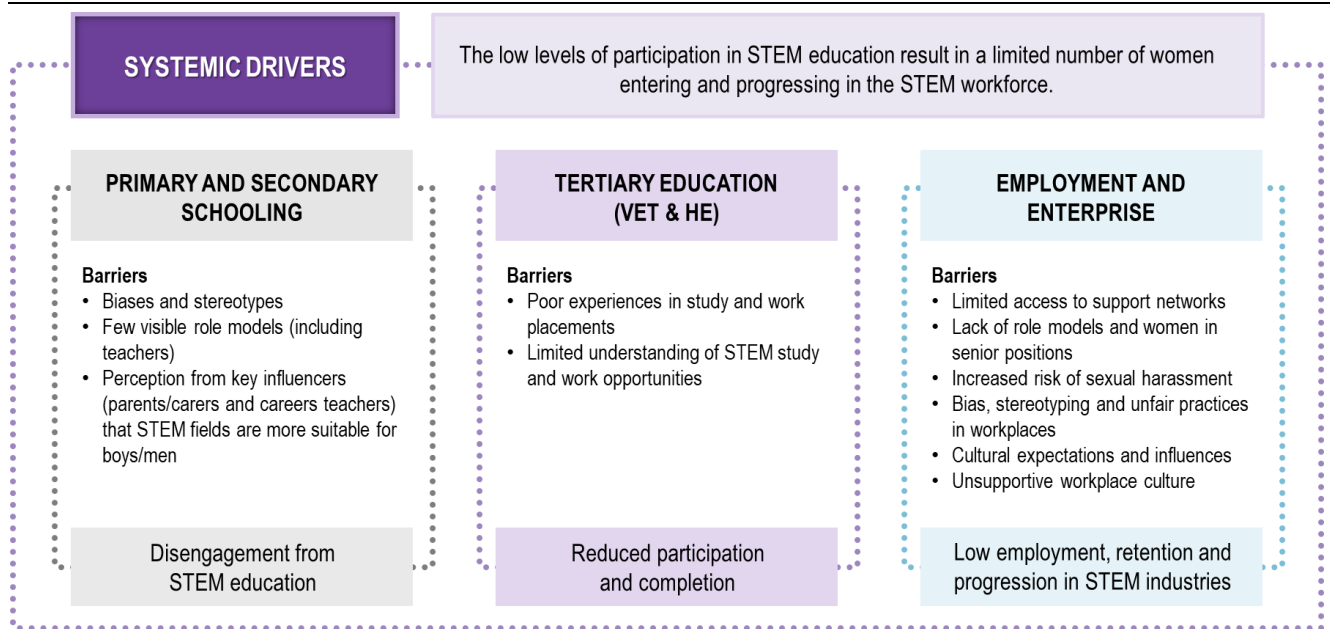 SYSTEMIC DRIVERS
The low levels of participation in STEM education result in a limited number of women
entering and progressing in the STEM workforce.
PRIMARY AND SECONDARY
SCHOOLING
Barriers
• Biases and stereotypes
• Few visible role models (including
teachers)
• Perception from key influencers
(parents/carers and careers teachers)
that STEM fields are more suitable for
boys/men
Disengagement from
STEM education
TERTIARY EDUCATION
(VET & HE)
Barriers
• Poor experiences in study and work
placements
• Limited understanding of STEM study
and work opportunities
Reduced participation
and completion
EMPLOYMENT AND
ENTERPRISE
Barriers
• Limited access to support networks
• Lack of role models and women in
senior positions
• Increased risk of sexual harassment
• Bias, stereotyping and unfair practices
in workplaces
• Cultural expectations and influences
• Unsupportive workplace culture
Low employment, retention and
progression in STEM industries